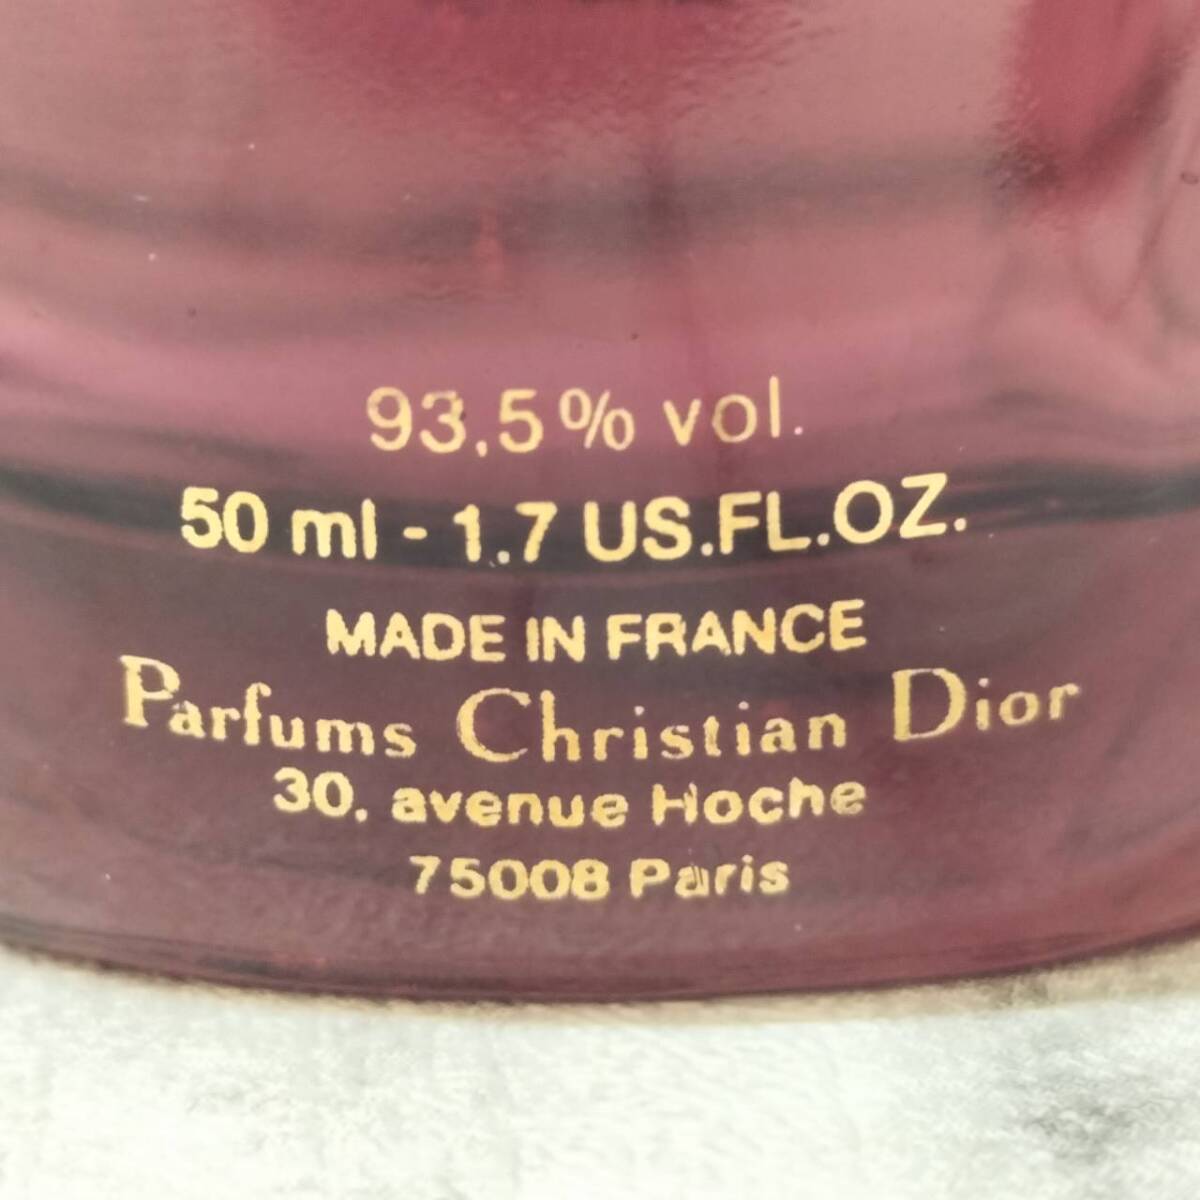 93,5% vol.
50 ml - 1.7 US.FL.OZ.
MADE IN FRANCE
Parfums Christian Dior
30, avenue Hoche
75008 Paris